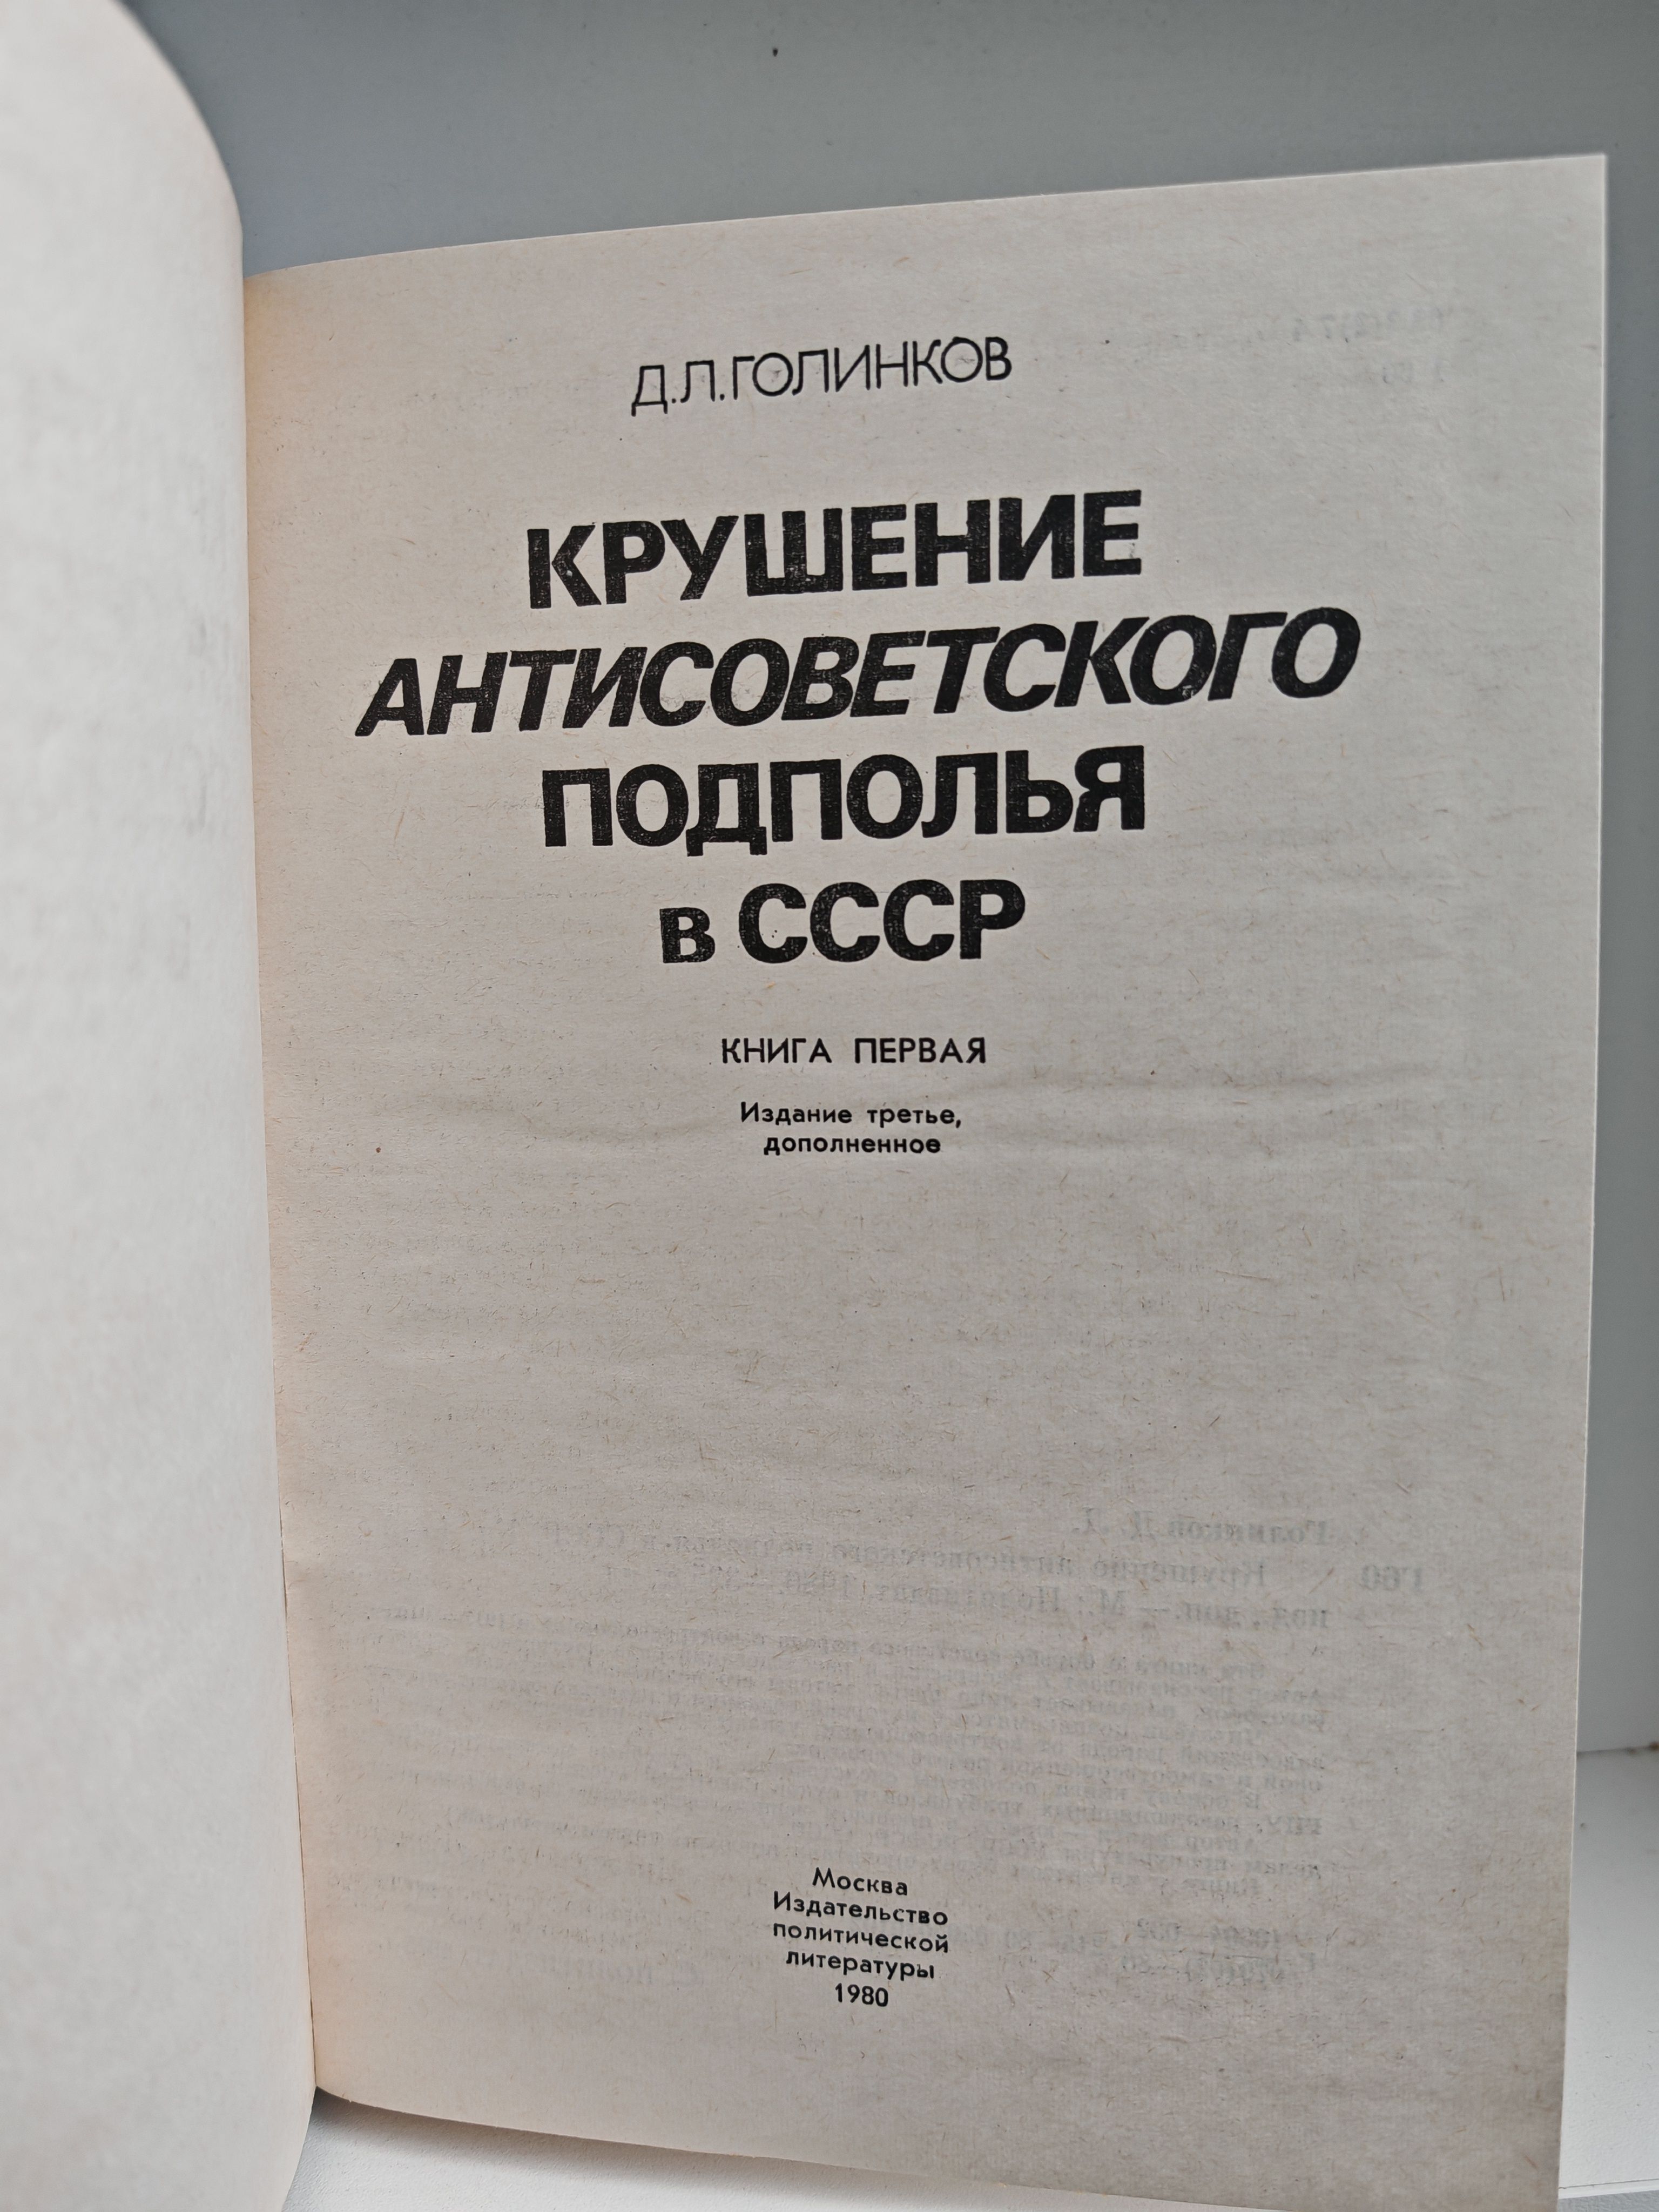 Д.Л.ГОЛИНКОВ
КРУШЕНИЕ
АНТИСОВЕТСКОГО
ПОДПОЛЬЯ
в СССР
КНИГА ПЕРВАЯ
Издание третье,
дополненное
Москва
Издательство
политической
литературы
1980